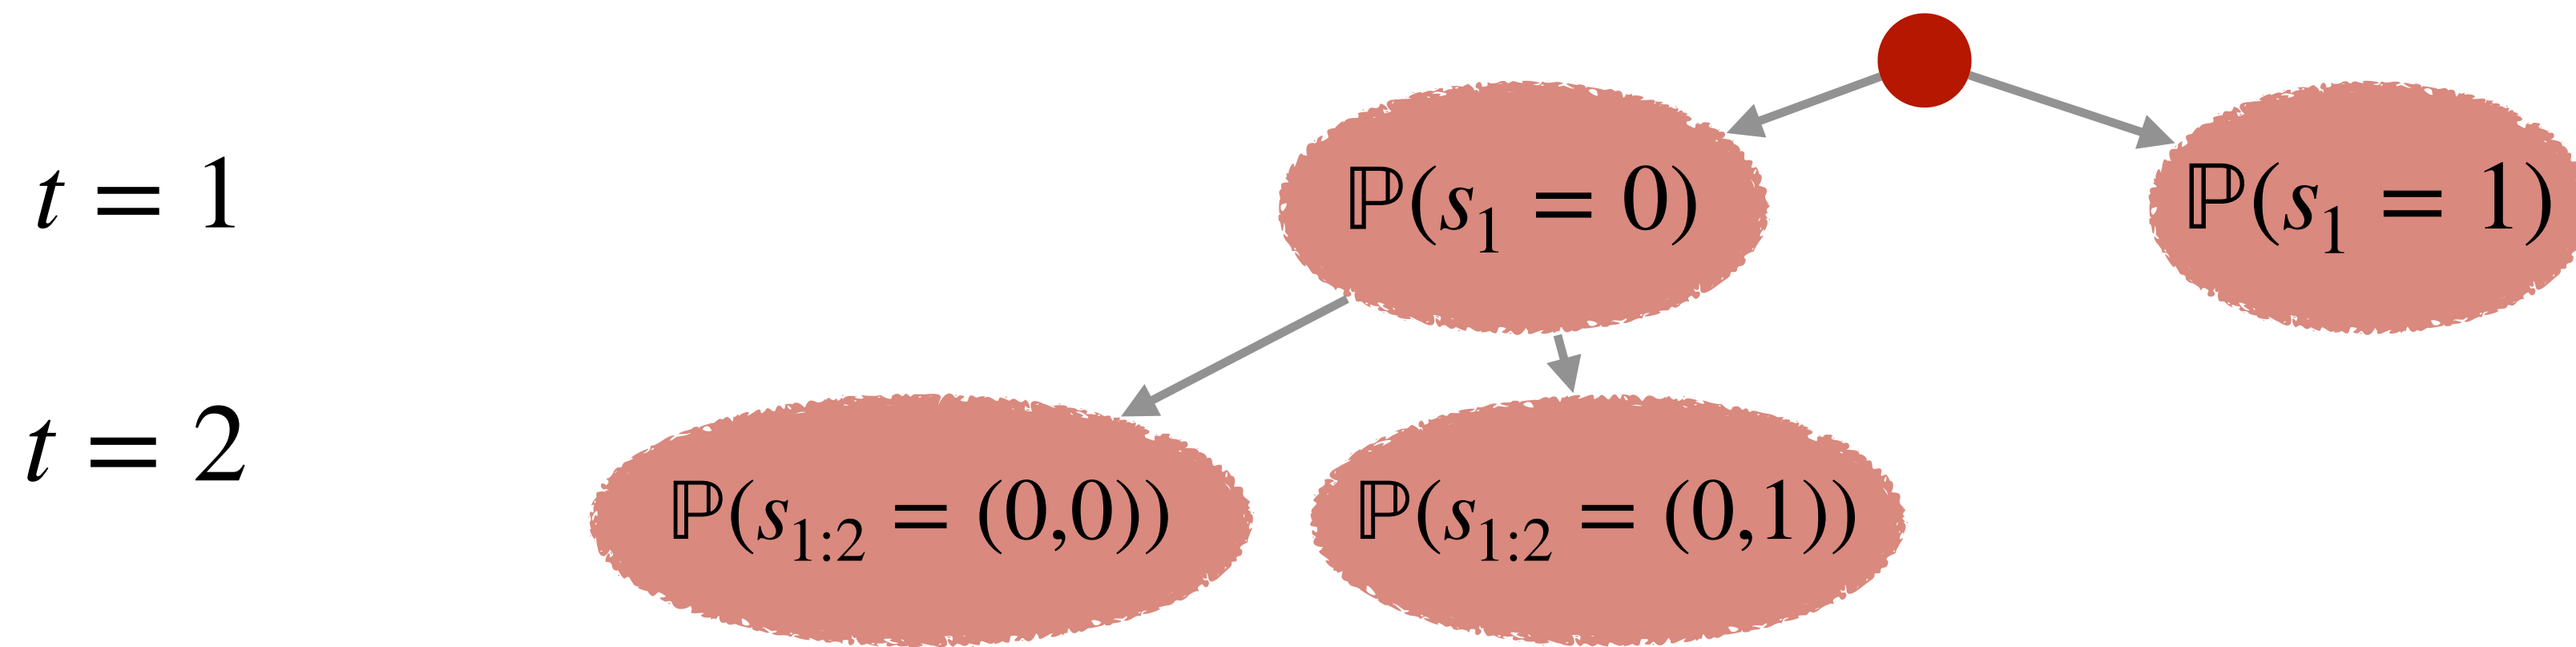 t = 1
ℙ(s₁ = 0)
ℙ(s₁ = 1)
t = 2
ℙ(s₁:₂ = (0,0))
ℙ(s₁:₂ = (0,1))